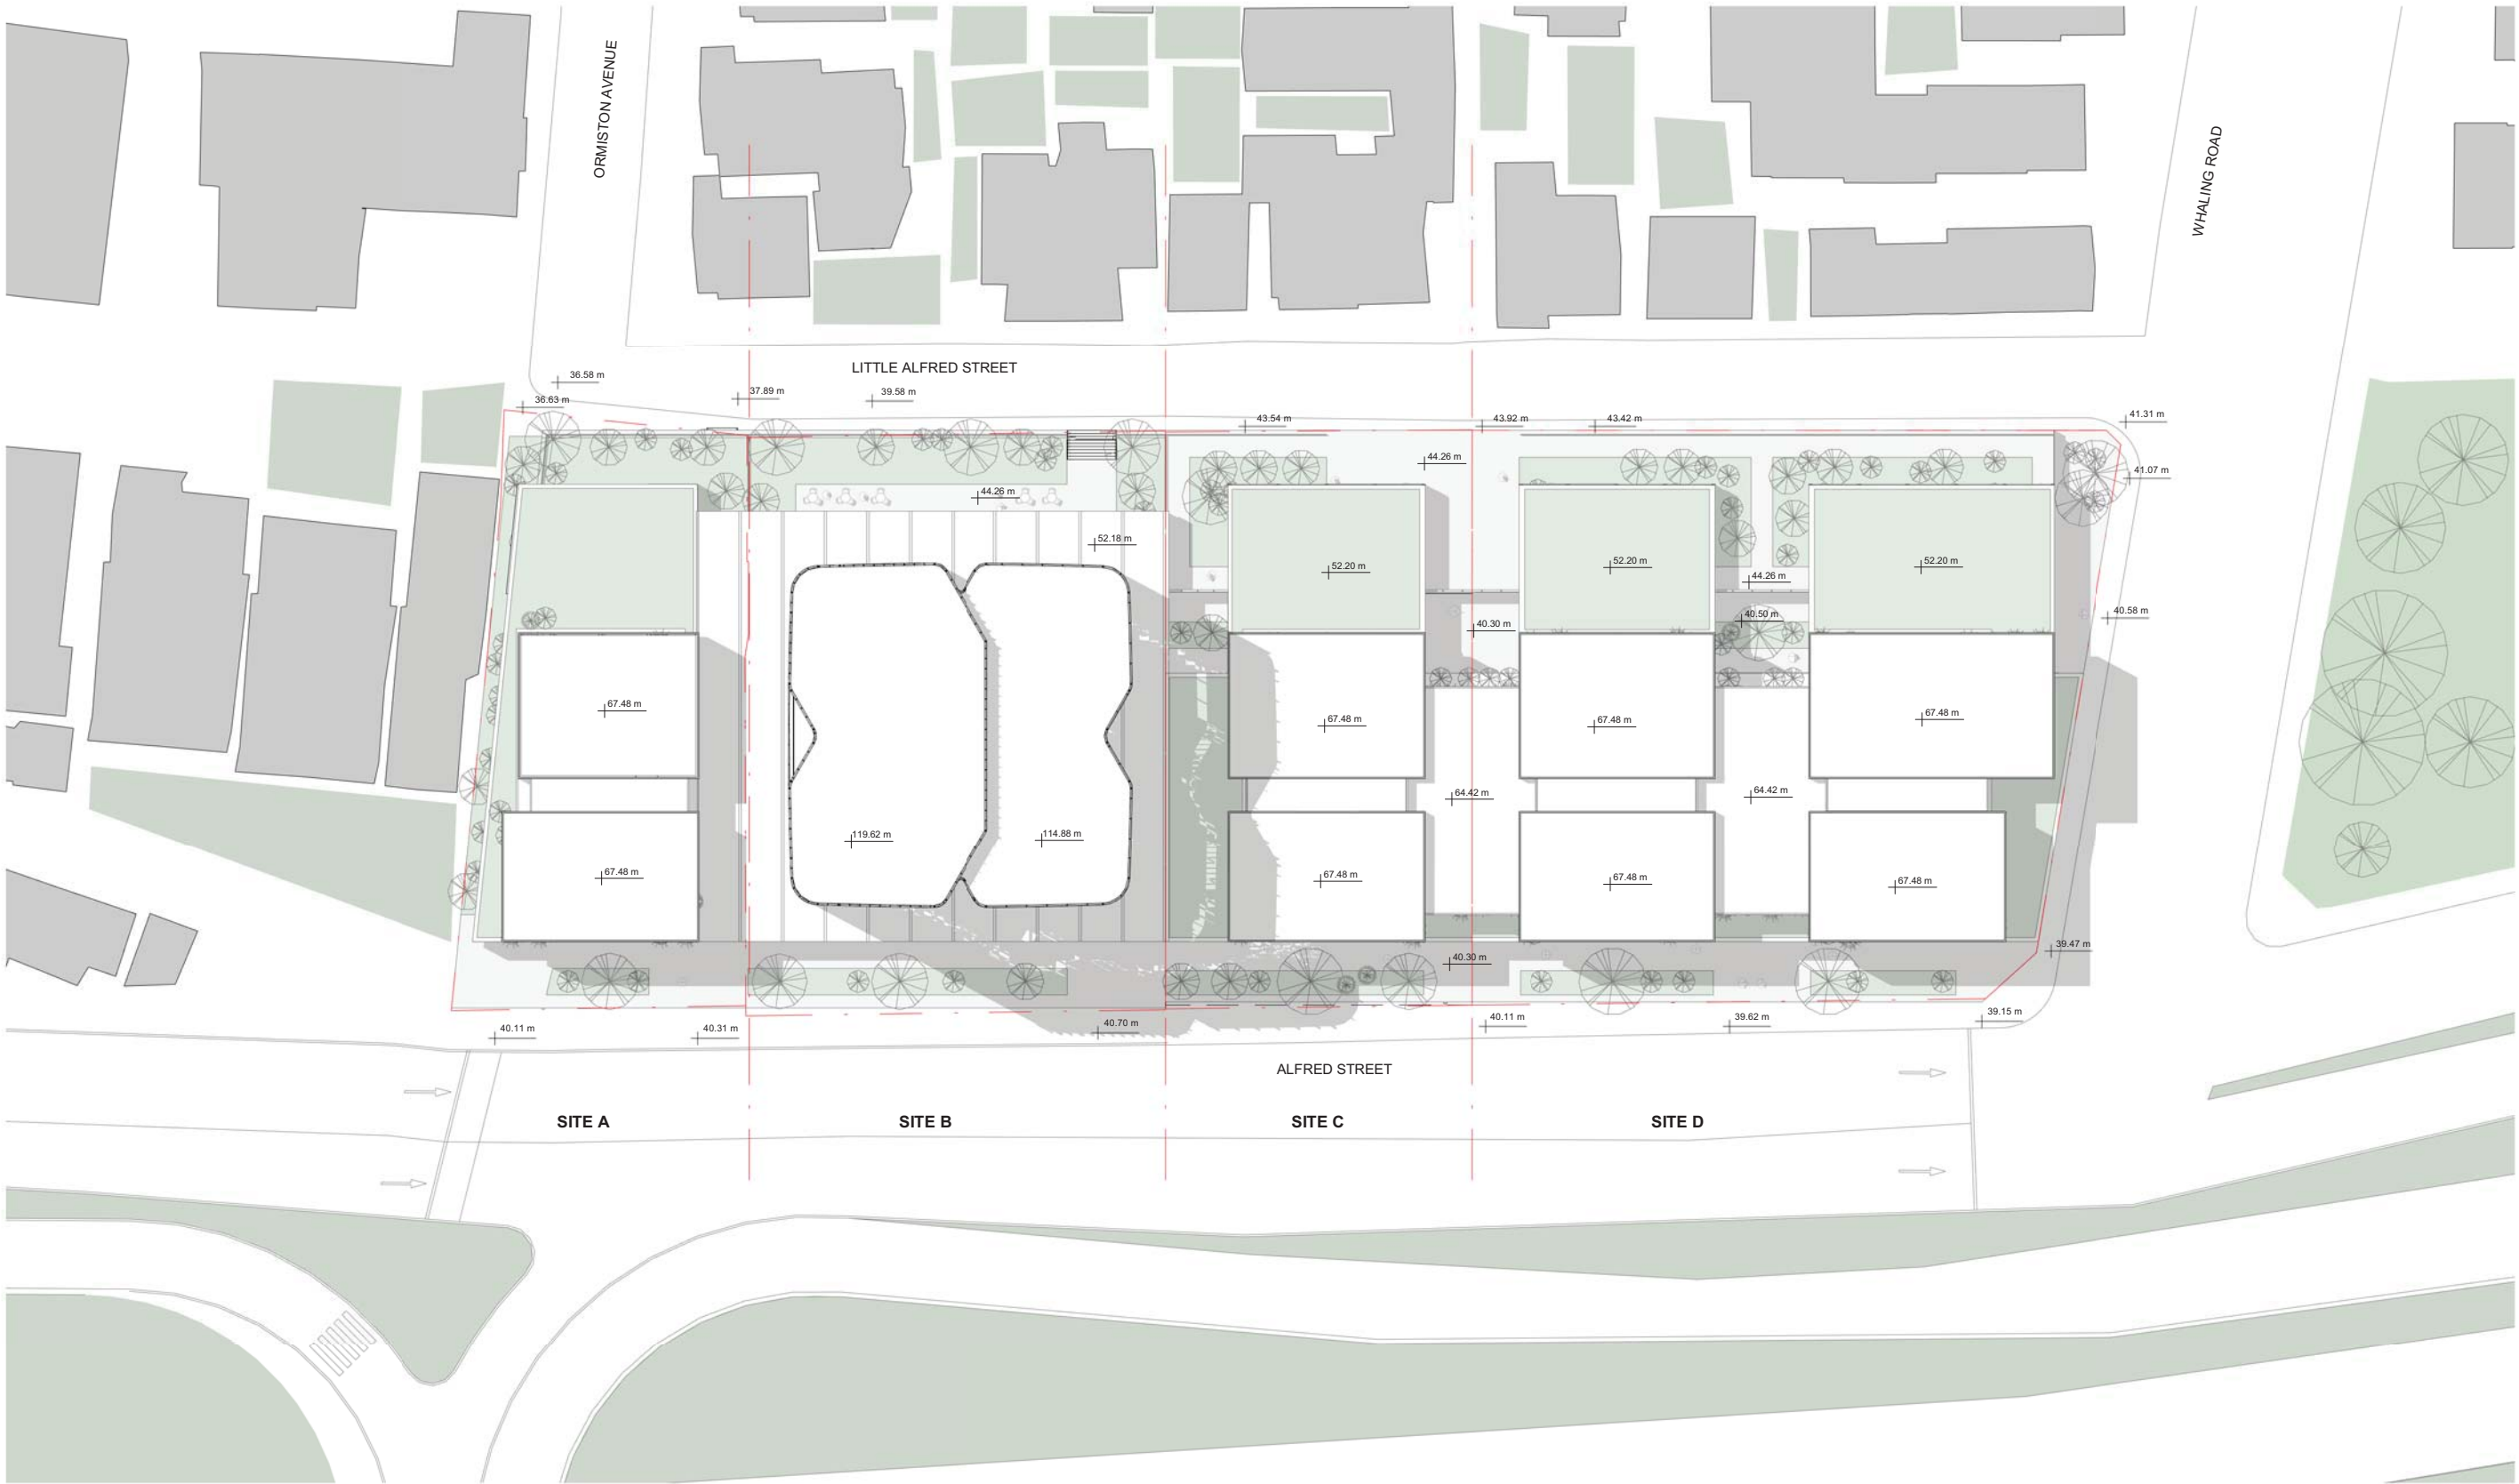 ORMISTON AVENUE
WHALING ROAD
LITTLE ALFRED STREET
36.58 m
36.63 m
37.89 m
39.58 m
43.54 m
43.92 m
43.42 m
41.31 m
44.26 m
41.07 m
44.26 m
52.18 m
52.20 m
52.20 m
52.20 m
44.26 m
40.50 m
40.58 m
40.30 m
67.48 m
67.48 m
67.48 m
67.48 m
64.42 m
64.42 m
119.62 m
114.88 m
67.48 m
67.48 m
67.48 m
67.48 m
39.47 m
40.30 m
40.11 m
40.31 m
40.70 m
40.11 m
39.62 m
39.15 m
ALFRED STREET
SITE A
SITE B
SITE C
SITE D